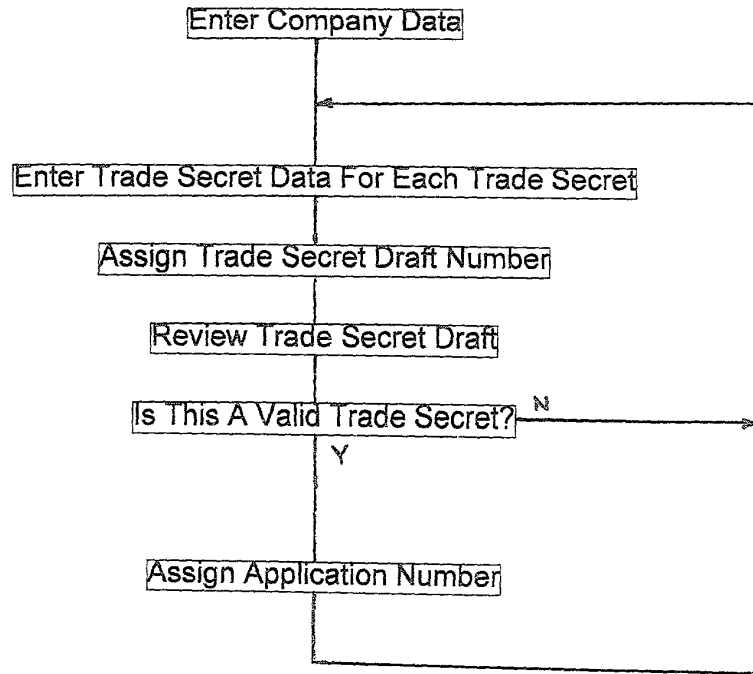 Enter Company Data
Enter Trade Secret Data For Each Trade Secret
Assign Trade Secret Draft Number
Review Trade Secret Draft
Is This A Valid Trade Secret?
N
Y
Assign Application Number